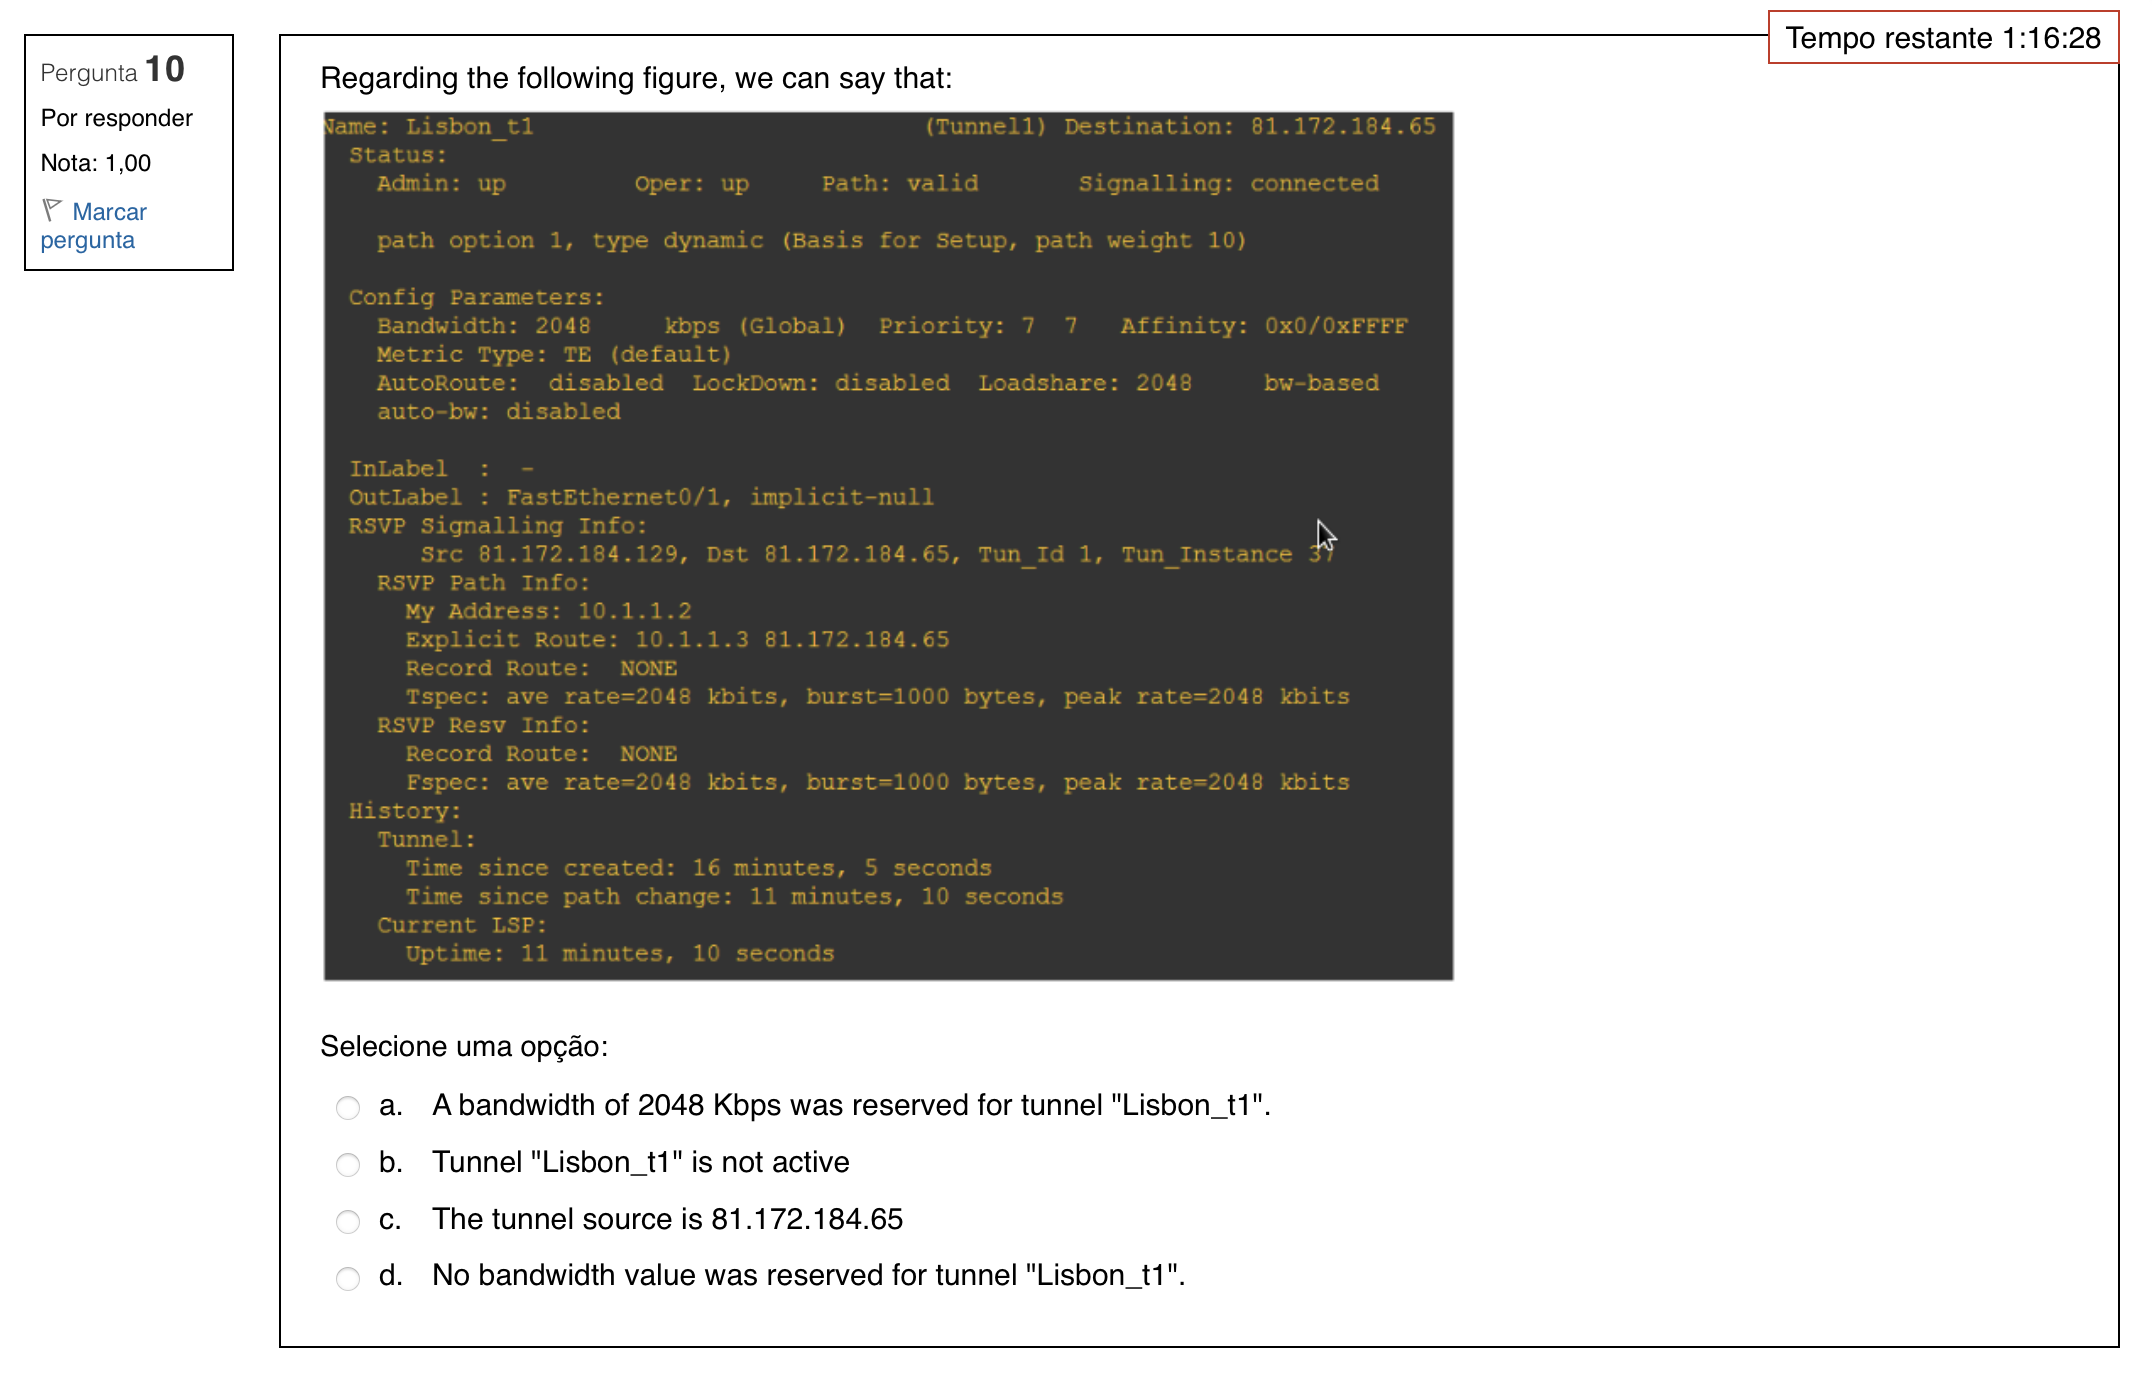 Tempo restante 1:16:28
Pergunta 10
Por responder
Nota: 1,00
Marcar
pergunta
Regarding the following figure, we can say that:
Name: Lisbon_t1 (Tunnel1) Destination: 81.172.184.65
Status:
Admin: up Oper: up Path: valid Signalling: connected
path option 1, type dynamic (Basis for Setup, path weight 10)
Config Parameters:
Bandwidth: 2048 kbps (Global) Priority: 7 7 Affinity: 0x0/0xFFFF
Metric Type: TE (default)
AutoRoute: disabled LockDown: disabled Loadshare: 2048 bw-based
auto-bw: disabled
InLabel : -
OutLabel : FastEthernet0/1, implicit-null
RSVP Signalling Info:
Src 81.172.184.129, Dst 81.172.184.65, Tun_Id 1, Tun_Instance 37
RSVP Path Info:
My Address: 10.1.1.2
Explicit Route: 10.1.1.3 81.172.184.65
Record Route: NONE
Tspec: ave rate=2048 kbits, burst=1000 bytes, peak rate=2048 kbits
RSVP Resv Info:
Record Route: NONE
Fspec: ave rate=2048 kbits, burst=1000 bytes, peak rate=2048 kbits
History:
Tunnel:
Time since created: 16 minutes, 5 seconds
Time since path change: 11 minutes, 10 seconds
Current LSP:
Uptime: 11 minutes, 10 seconds
Selecione uma opção:
a. A bandwidth of 2048 Kbps was reserved for tunnel "Lisbon_t1".
b. Tunnel "Lisbon_t1" is not active
c. The tunnel source is 81.172.184.65
d. No bandwidth value was reserved for tunnel "Lisbon_t1".